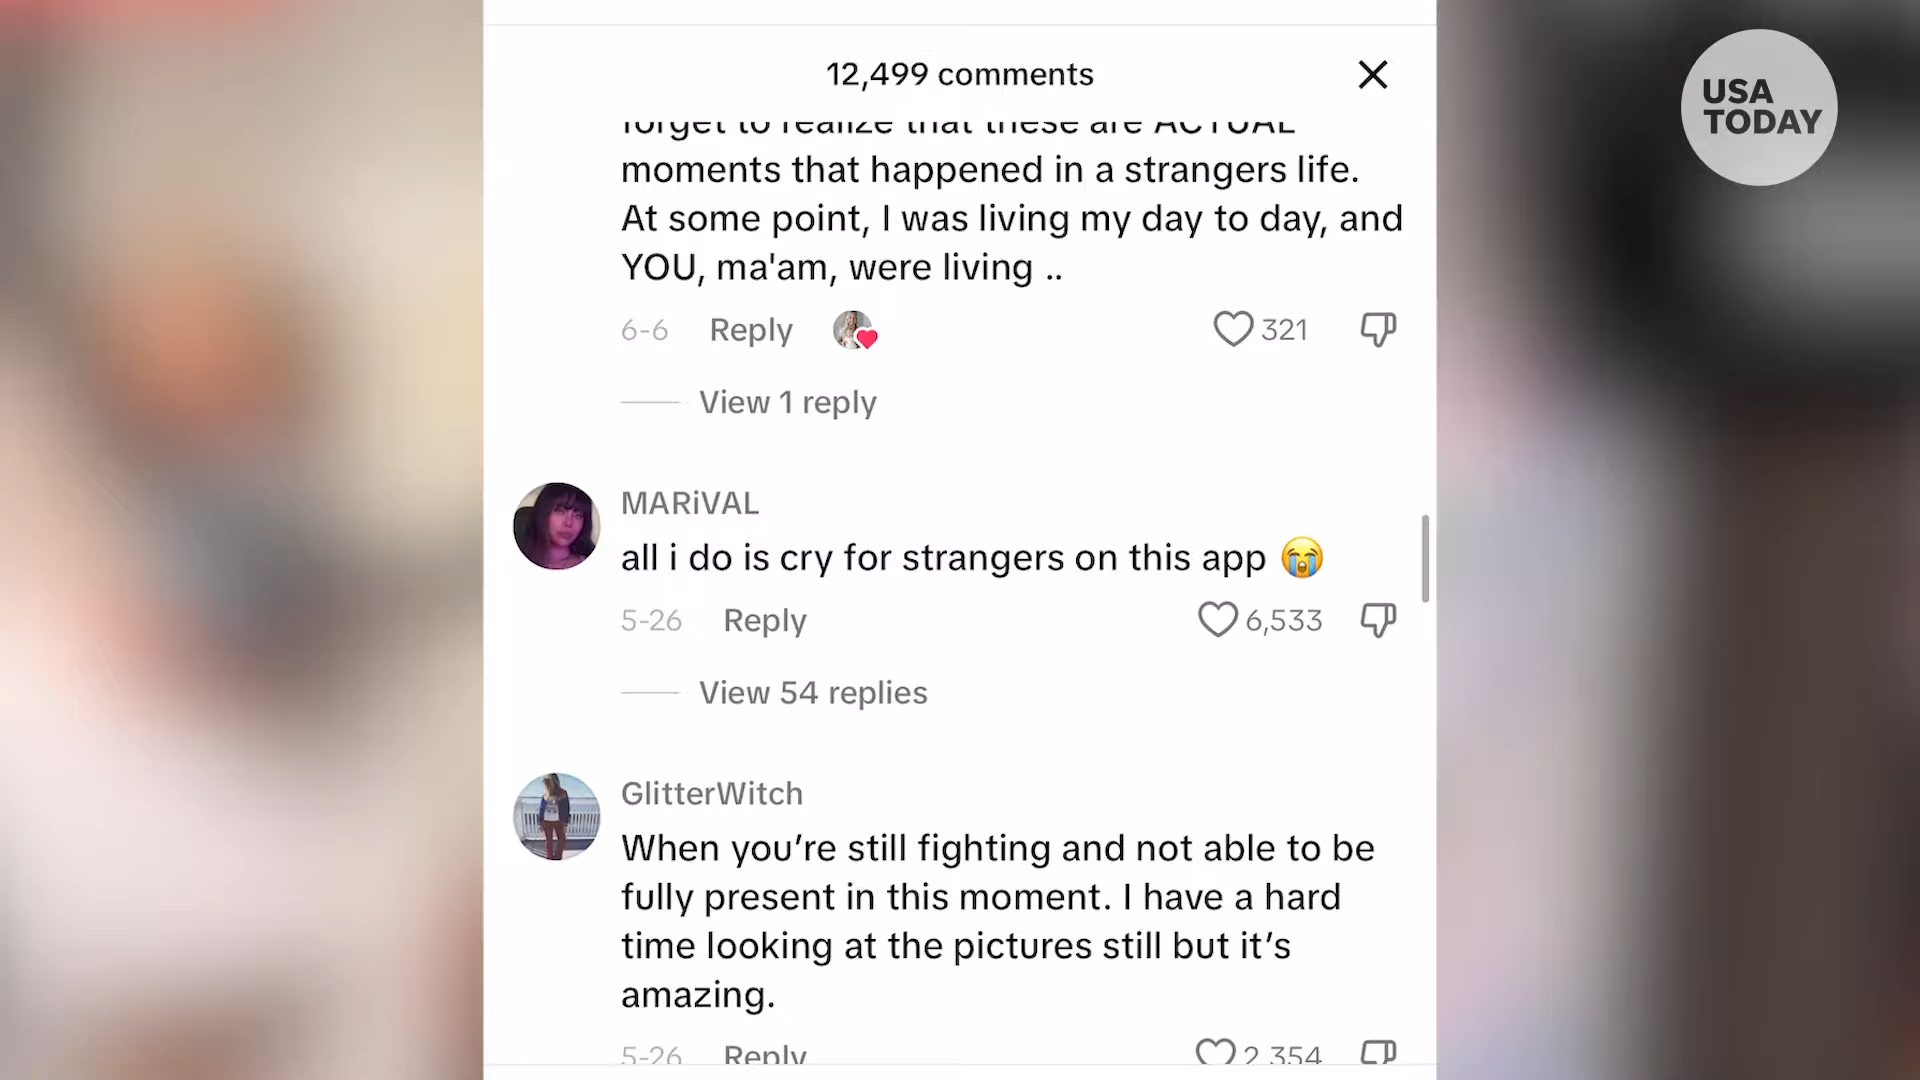 12,499 comments
USA
TODAY
forget to realize that these are ACTUAL
moments that happened in a strangers life.
At some point, I was living my day to day, and
YOU, ma'am, were living ..
6-6 Reply 321
View 1 reply
MARiVAL
all i do is cry for strangers on this app 😭
5-26 Reply 6,533
View 54 replies
GlitterWitch
When you’re still fighting and not able to be
fully present in this moment. I have a hard
time looking at the pictures still but it’s
amazing.
5-26 Reply 2,354